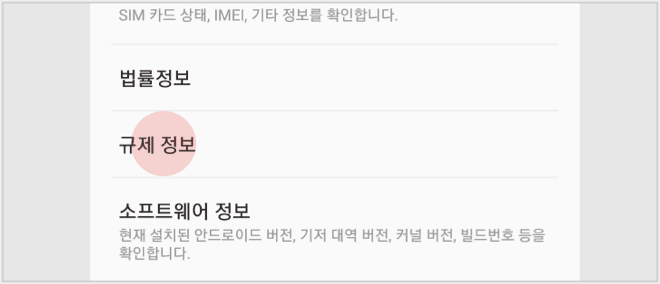 SIM 카드 상태, IMEI, 기타 정보를 확인합니다.
법률정보
규제 정보
소프트웨어 정보
현재 설치된 안드로이드 버전, 기저 대역 버전, 커널 버전, 빌드번호 등을
확인합니다.